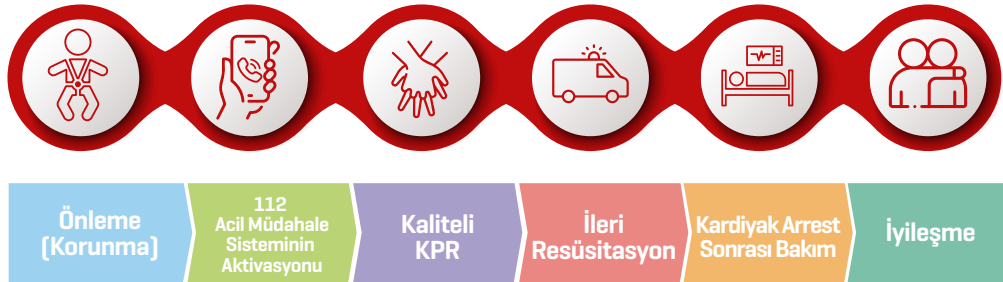 Önleme
(Korunma)
112
Acil Müdahale
Sisteminin
Aktivasyonu
Kaliteli
KPR
İleri
Resüsitasyon
Kardiyak Arrest
Sonrası Bakım
İyileşme